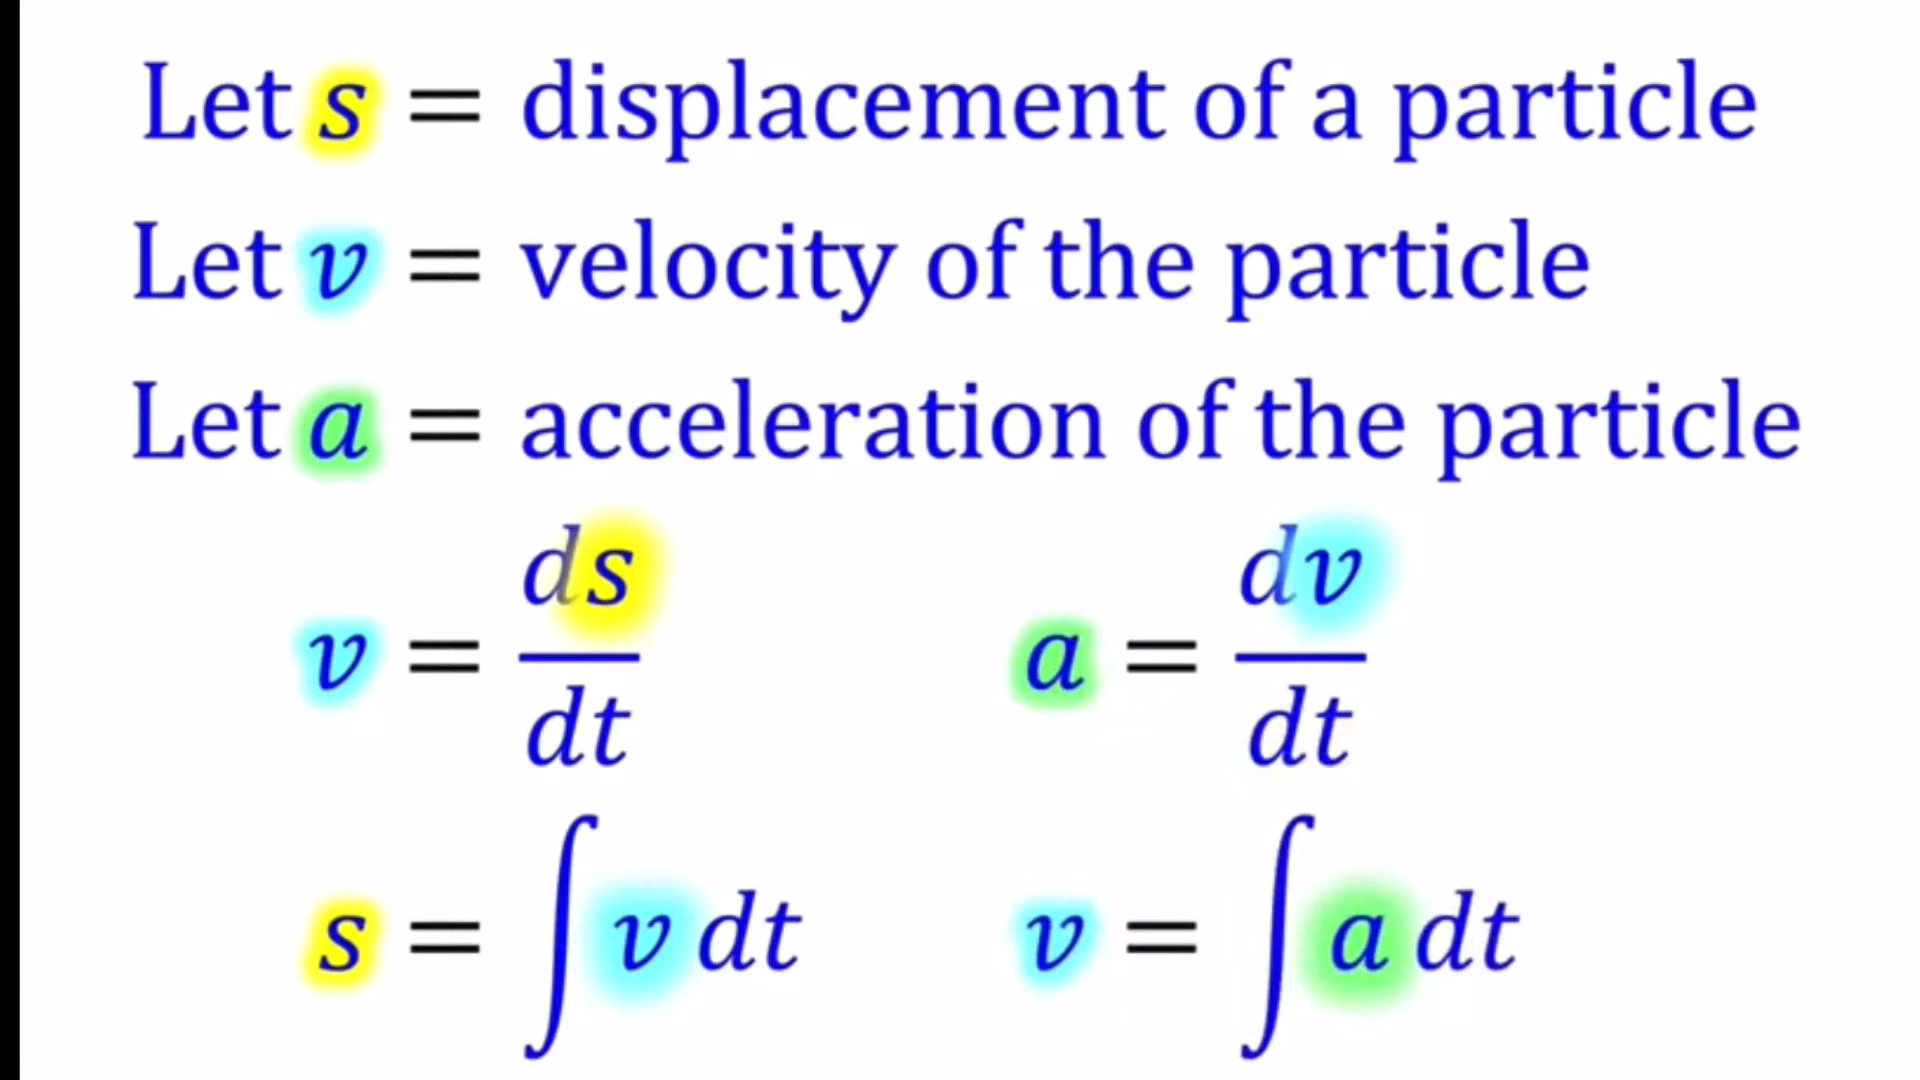 Let s = displacement of a particle
Let v = velocity of the particle
Let a = acceleration of the particle
v = ds/dt a = dv/dt
s = ∫ v dt v = ∫ a dt